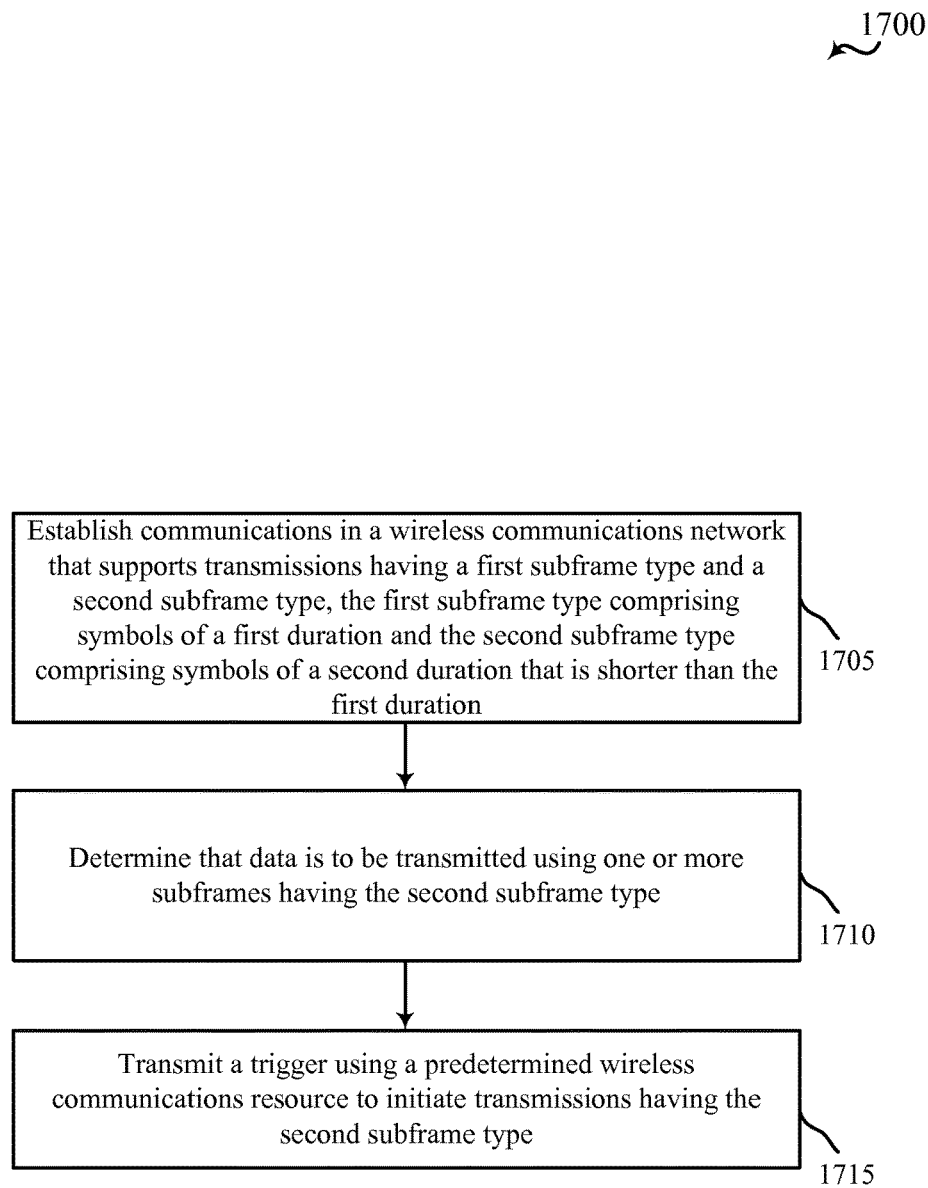 1700
Establish communications in a wireless communications network
that supports transmissions having a first subframe type and a
second subframe type, the first subframe type comprising
symbols of a first duration and the second subframe type
comprising symbols of a second duration that is shorter than the
first duration
1705
Determine that data is to be transmitted using one or more
subframes having the second subframe type
1710
Transmit a trigger using a predetermined wireless
communications resource to initiate transmissions having the
second subframe type
1715